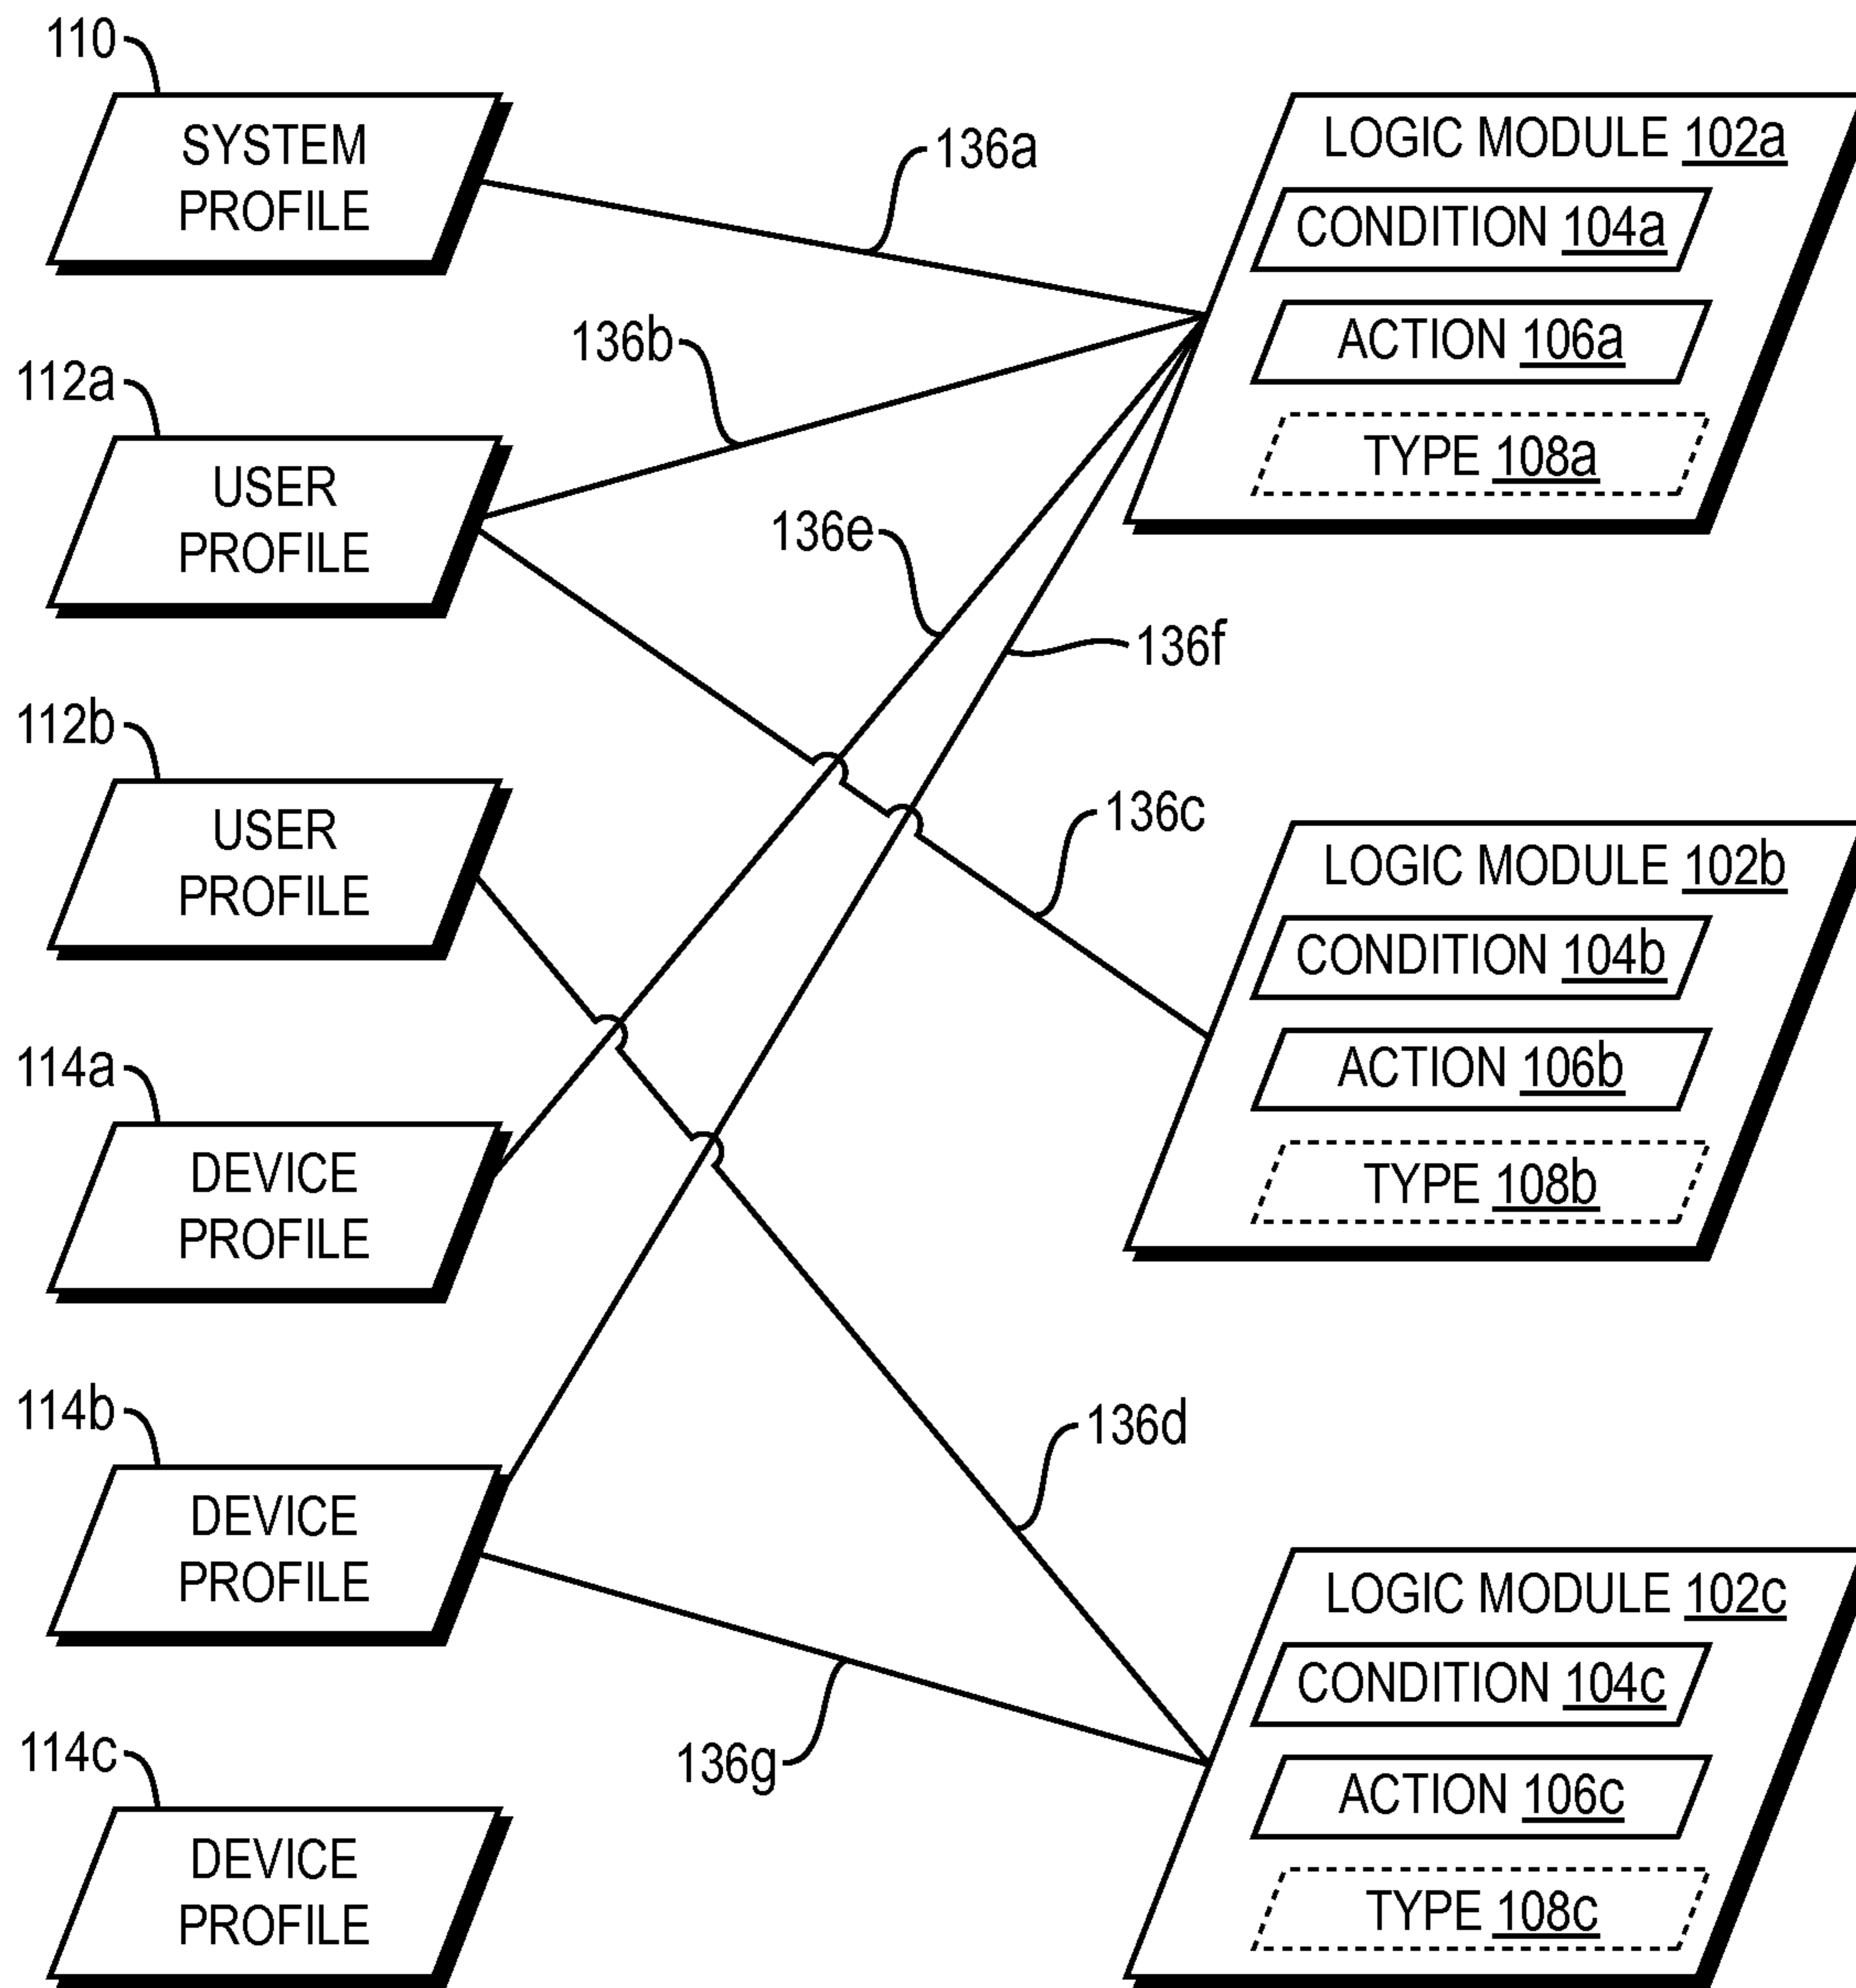 110
SYSTEM
PROFILE
136a
LOGIC MODULE 102a
CONDITION 104a
ACTION 106a
TYPE 108a
136b
112a
USER
PROFILE
136e
136f
112b
USER
PROFILE
136c
LOGIC MODULE 102b
CONDITION 104b
ACTION 106b
TYPE 108b
114a
DEVICE
PROFILE
114b
DEVICE
PROFILE
136d
136g
LOGIC MODULE 102c
CONDITION 104c
ACTION 106c
TYPE 108c
114c
DEVICE
PROFILE